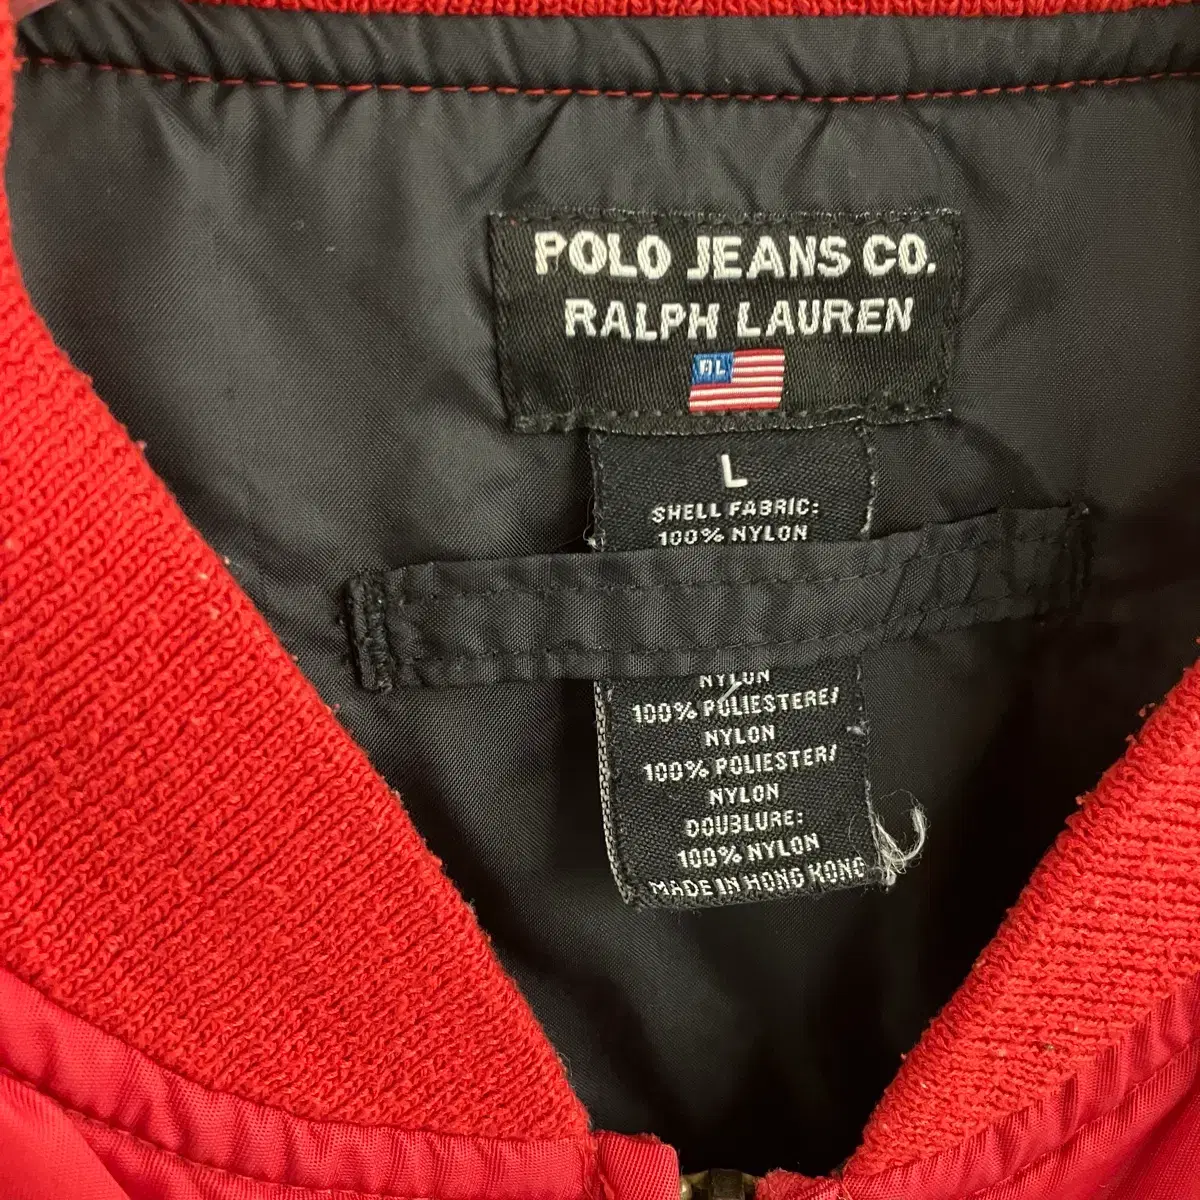 POLO JEANS CO.
RALPH LAUREN
RL
L
SHELL FABRIC:
100% NYLON
NYLON
100% POLIESTERE/
NYLON
100% POLIESTER/
NYLON
DOUBLURE:
100% NYLON
MADE IN HONG KONG